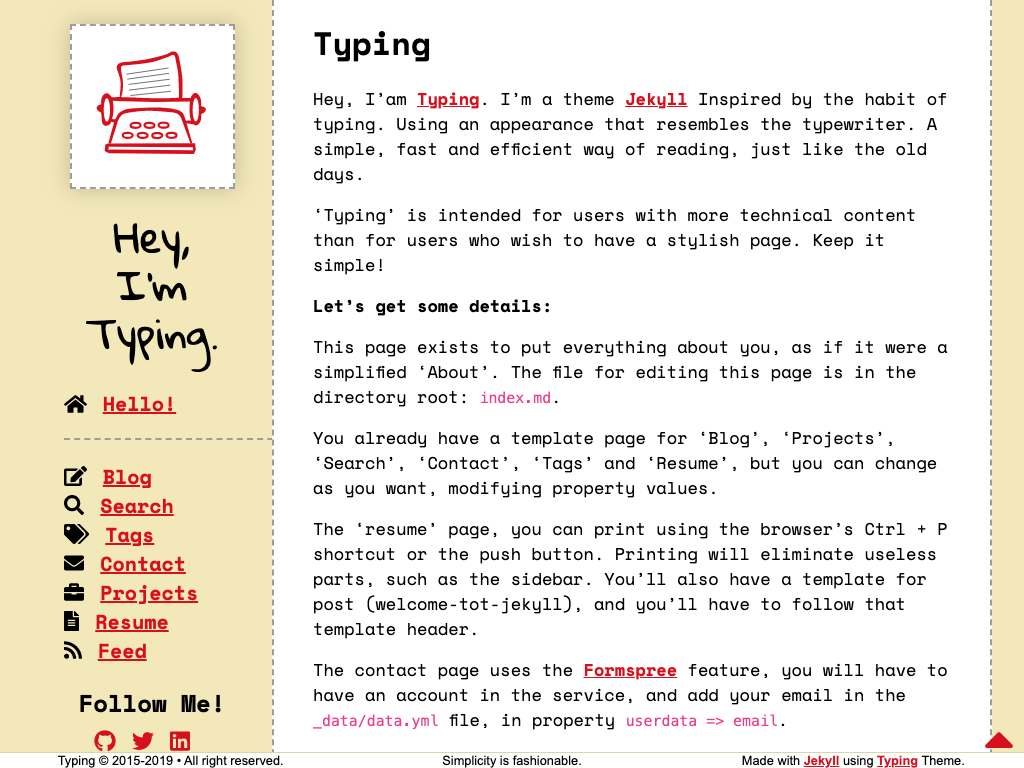 Hey,
I'm
Typing.
Hello!
Blog
Search
Tags
Contact
Projects
Resume
Feed
Follow Me!
Typing
Hey, I’am Typing. I’m a theme Jekyll Inspired by the habit of
typing. Using an appearance that resembles the typewriter. A
simple, fast and efficient way of reading, just like the old
days.
‘Typing’ is intended for users with more technical content
than for users who wish to have a stylish page. Keep it
simple!
Let’s get some details:
This page exists to put everything about you, as if it were a
simplified ‘About’. The file for editing this page is in the
directory root: index.md.
You already have a template page for ‘Blog’, ‘Projects’,
‘Search’, ‘Contact’, ‘Tags’ and ‘Resume’, but you can change
as you want, modifying property values.
The ‘resume’ page, you can print using the browser’s Ctrl + P
shortcut or the push button. Printing will eliminate useless
parts, such as the sidebar. You’ll also have a template for
post (welcome-tot-jekyll), and you’ll have to follow that
template header.
The contact page uses the Formspree feature, you will have to
have an account in the service, and add your email in the
_data/data.yml file, in property userdata => email.
Typing © 2015-2019 • All right reserved.
Simplicity is fashionable.
Made with Jekyll using Typing Theme.